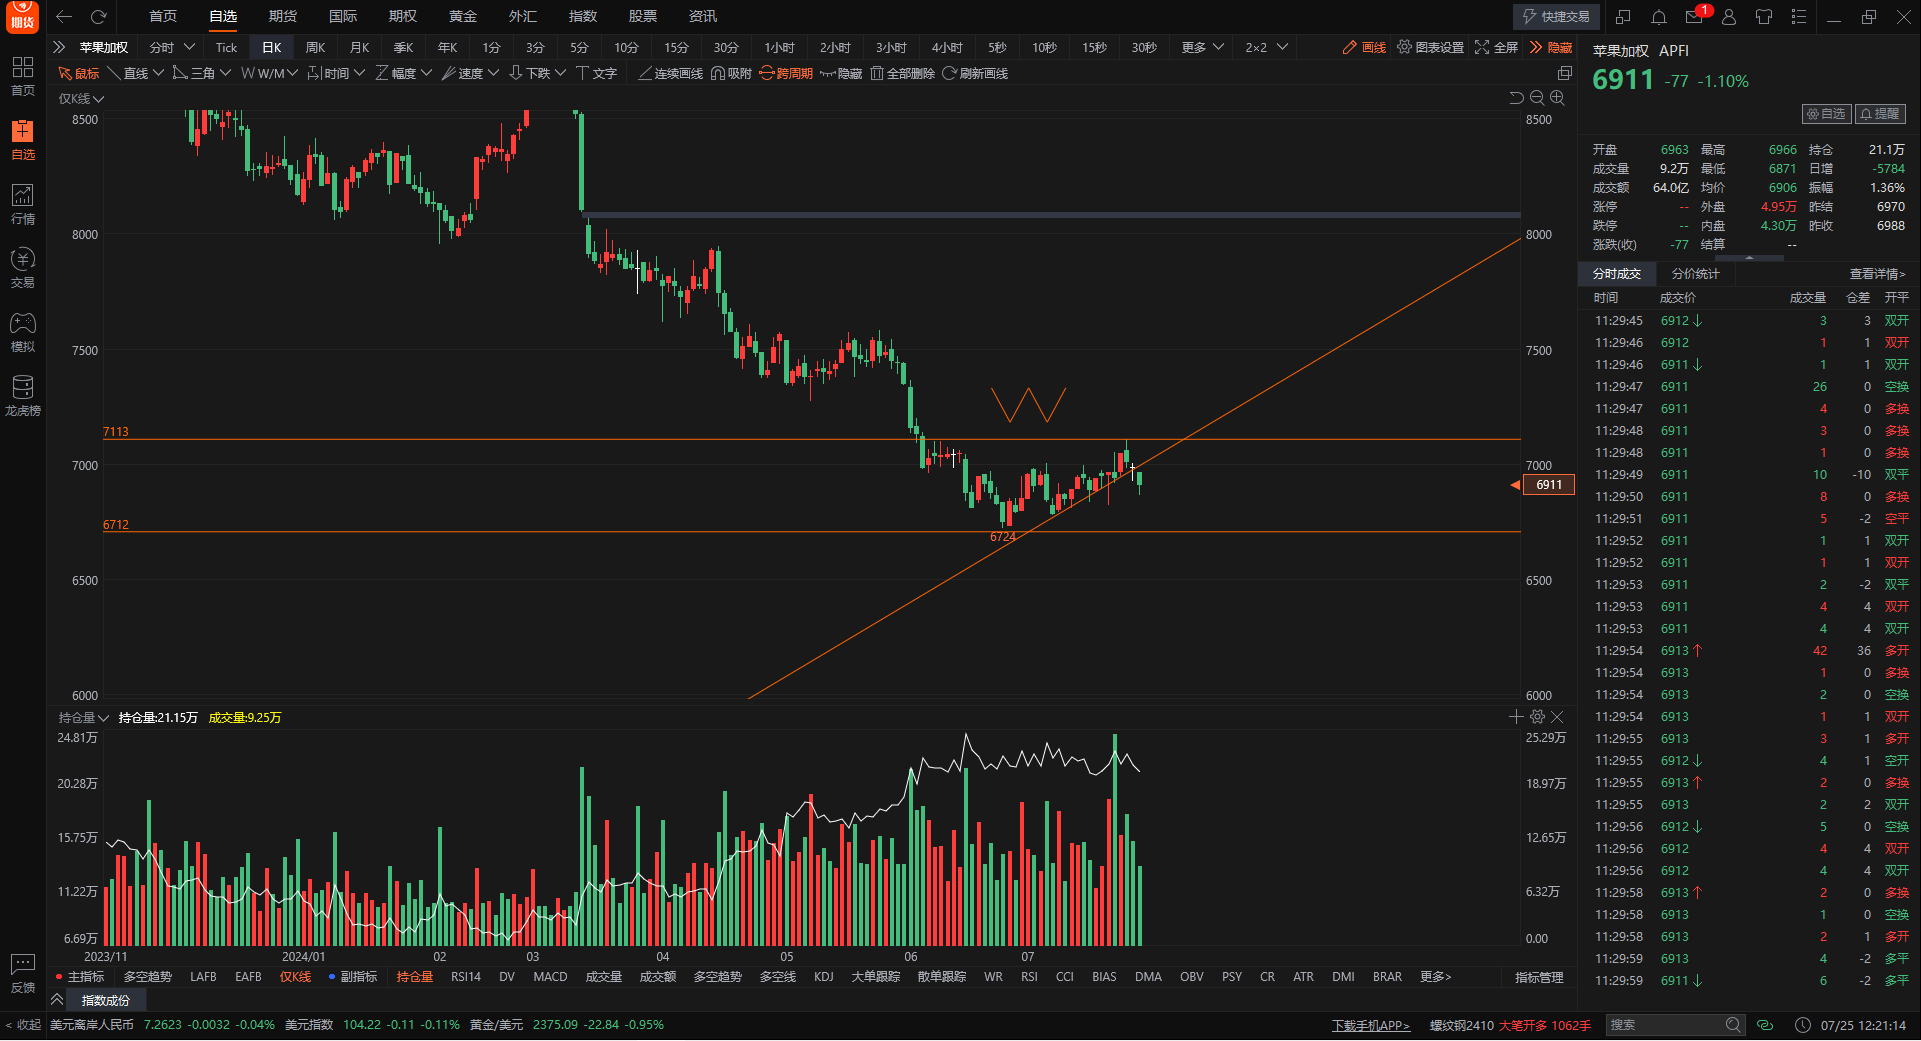 期货
首页 自选 期货 国际 期权 黄金 外汇 指数 股票 资讯 快捷交易 1
苹果加权 分时 Tick 日K 周K 月K 季K 年K 1分 3分 5分 10分 15分 30分 1小时 2小时 3小时 4小时 5秒 10秒 15秒 30秒 更多 2×2 画线 图表设置 全屏 隐藏
鼠标 直线 三角 W/M 时间 幅度 速度 下跌 文字 连续画线 吸附 跨周期 隐藏 全部删除 刷新画线
首页
自选
行情
交易
模拟
龙虎榜
反馈
< 收起
仅K线
8500 8500
8000 8000
7500 7500
7113
7000 7000
6911
6712
6724
6500 6500
6000 6000
持仓量 持仓量:21.15万 成交量:9.25万
24.81万 25.29万
20.28万 18.97万
15.75万 12.65万
11.22万 6.32万
6.69万 0.00
2023/11 2024/01 02 03 04 05 06 07
主指标 多空趋势 LAFB EAFB 仅K线 副指标 持仓量 RSI14 DV MACD 成交量 成交额 多空趋势 多空线 KDJ 大单跟踪 散单跟踪 WR RSI CCI BIAS DMA OBV PSY CR ATR DMI BRAR 更多> 指标管理
指数成份
苹果加权 APFI
6911 -77 -1.10%
自选 提醒
开盘 6963 最高 6966 持仓 21.1万
成交量 9.2万 最低 6871 日增 -5784
成交额 64.0亿 均价 6906 振幅 1.36%
涨停 -- 外盘 4.95万 昨结 6970
跌停 -- 内盘 4.30万 昨收 6988
涨跌(收) -77 结算 --
分时成交 分价统计 查看详情>
时间 成交价 成交量 仓差 开平
11:29:45 6912↓ 3 3 双开
11:29:46 6912 1 1 双开
11:29:46 6911↓ 1 1 双开
11:29:47 6911 26 0 空换
11:29:47 6911 4 0 多换
11:29:48 6911 3 0 多换
11:29:48 6911 1 0 多换
11:29:49 6911 10 -10 双平
11:29:50 6911 8 0 多换
11:29:51 6911 5 -2 空平
11:29:52 6911 1 1 双开
11:29:52 6911 1 1 双开
11:29:53 6911 2 -2 双平
11:29:53 6911 4 4 双开
11:29:53 6911 4 4 双开
11:29:54 6913↑ 42 36 多开
11:29:54 6913 1 0 多换
11:29:54 6913 2 0 空换
11:29:54 6913 1 1 双开
11:29:55 6913 3 1 多开
11:29:55 6912↓ 4 1 空开
11:29:55 6913↑ 2 0 多换
11:29:55 6913 2 2 双开
11:29:56 6912↓ 5 0 空换
11:29:56 6912 4 4 双开
11:29:56 6912 4 4 双开
11:29:58 6913↑ 2 0 多换
11:29:58 6913 1 0 空换
11:29:58 6913 2 1 多开
11:29:59 6913 4 -2 多平
11:29:59 6911↓ 6 -2 多平
美元离岸人民币 7.2623 -0.0032 -0.04% 美元指数 104.22 -0.11 -0.11% 黄金/美元 2375.09 -22.84 -0.95% 下载手机APP> 螺纹钢2410 大笔开多 1062手 搜索 07/25 12:21:14